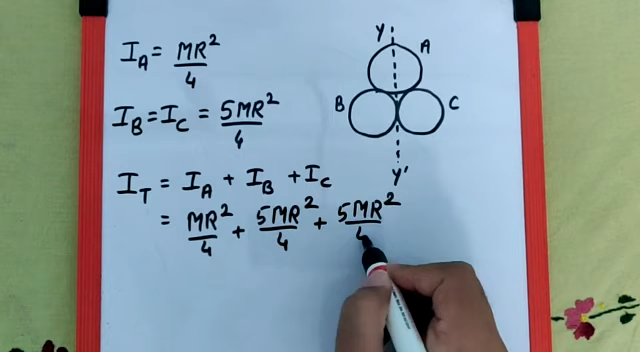 I_A = MR²/4
I_B = I_C = 5MR²/4
I_T = I_A + I_B + I_C
= MR²/4 + 5MR²/4 + 5MR²/4
Y
A
B
C
Y'